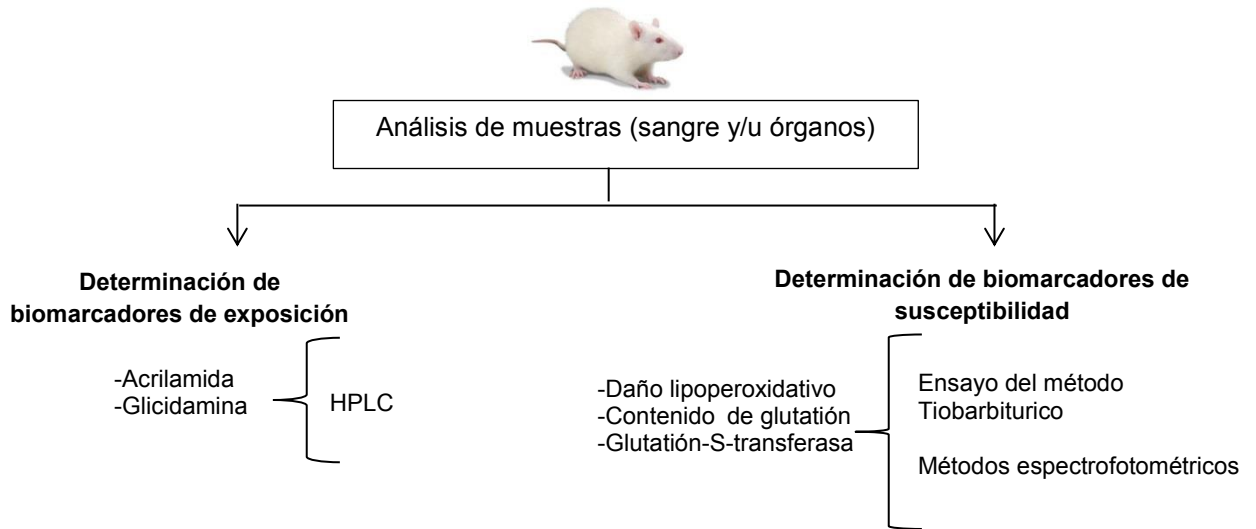 Análisis de muestras (sangre y/u órganos)
Determinación de
biomarcadores de exposición
-Acrilamida
-Glicidamina
HPLC
Determinación de biomarcadores de
susceptibilidad
-Daño lipoperoxidativo
-Contenido de glutatión
-Glutatión-S-transferasa
Ensayo del método
Tiobarbiturico
Métodos espectrofotométricos